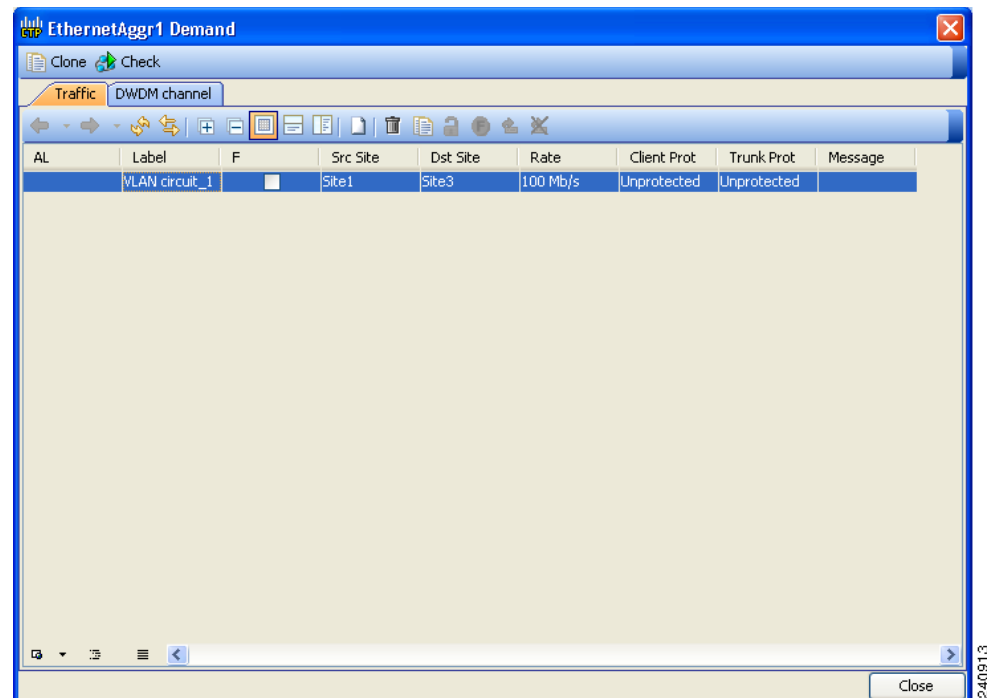 CTP EthernetAggr1 Demand
Clone Check
Traffic DWDM channel
AL Label F Src Site Dst Site Rate Client Prot Trunk Prot Message
VLAN circuit_1 Site1 Site3 100 Mb/s Unprotected Unprotected
Close
240913